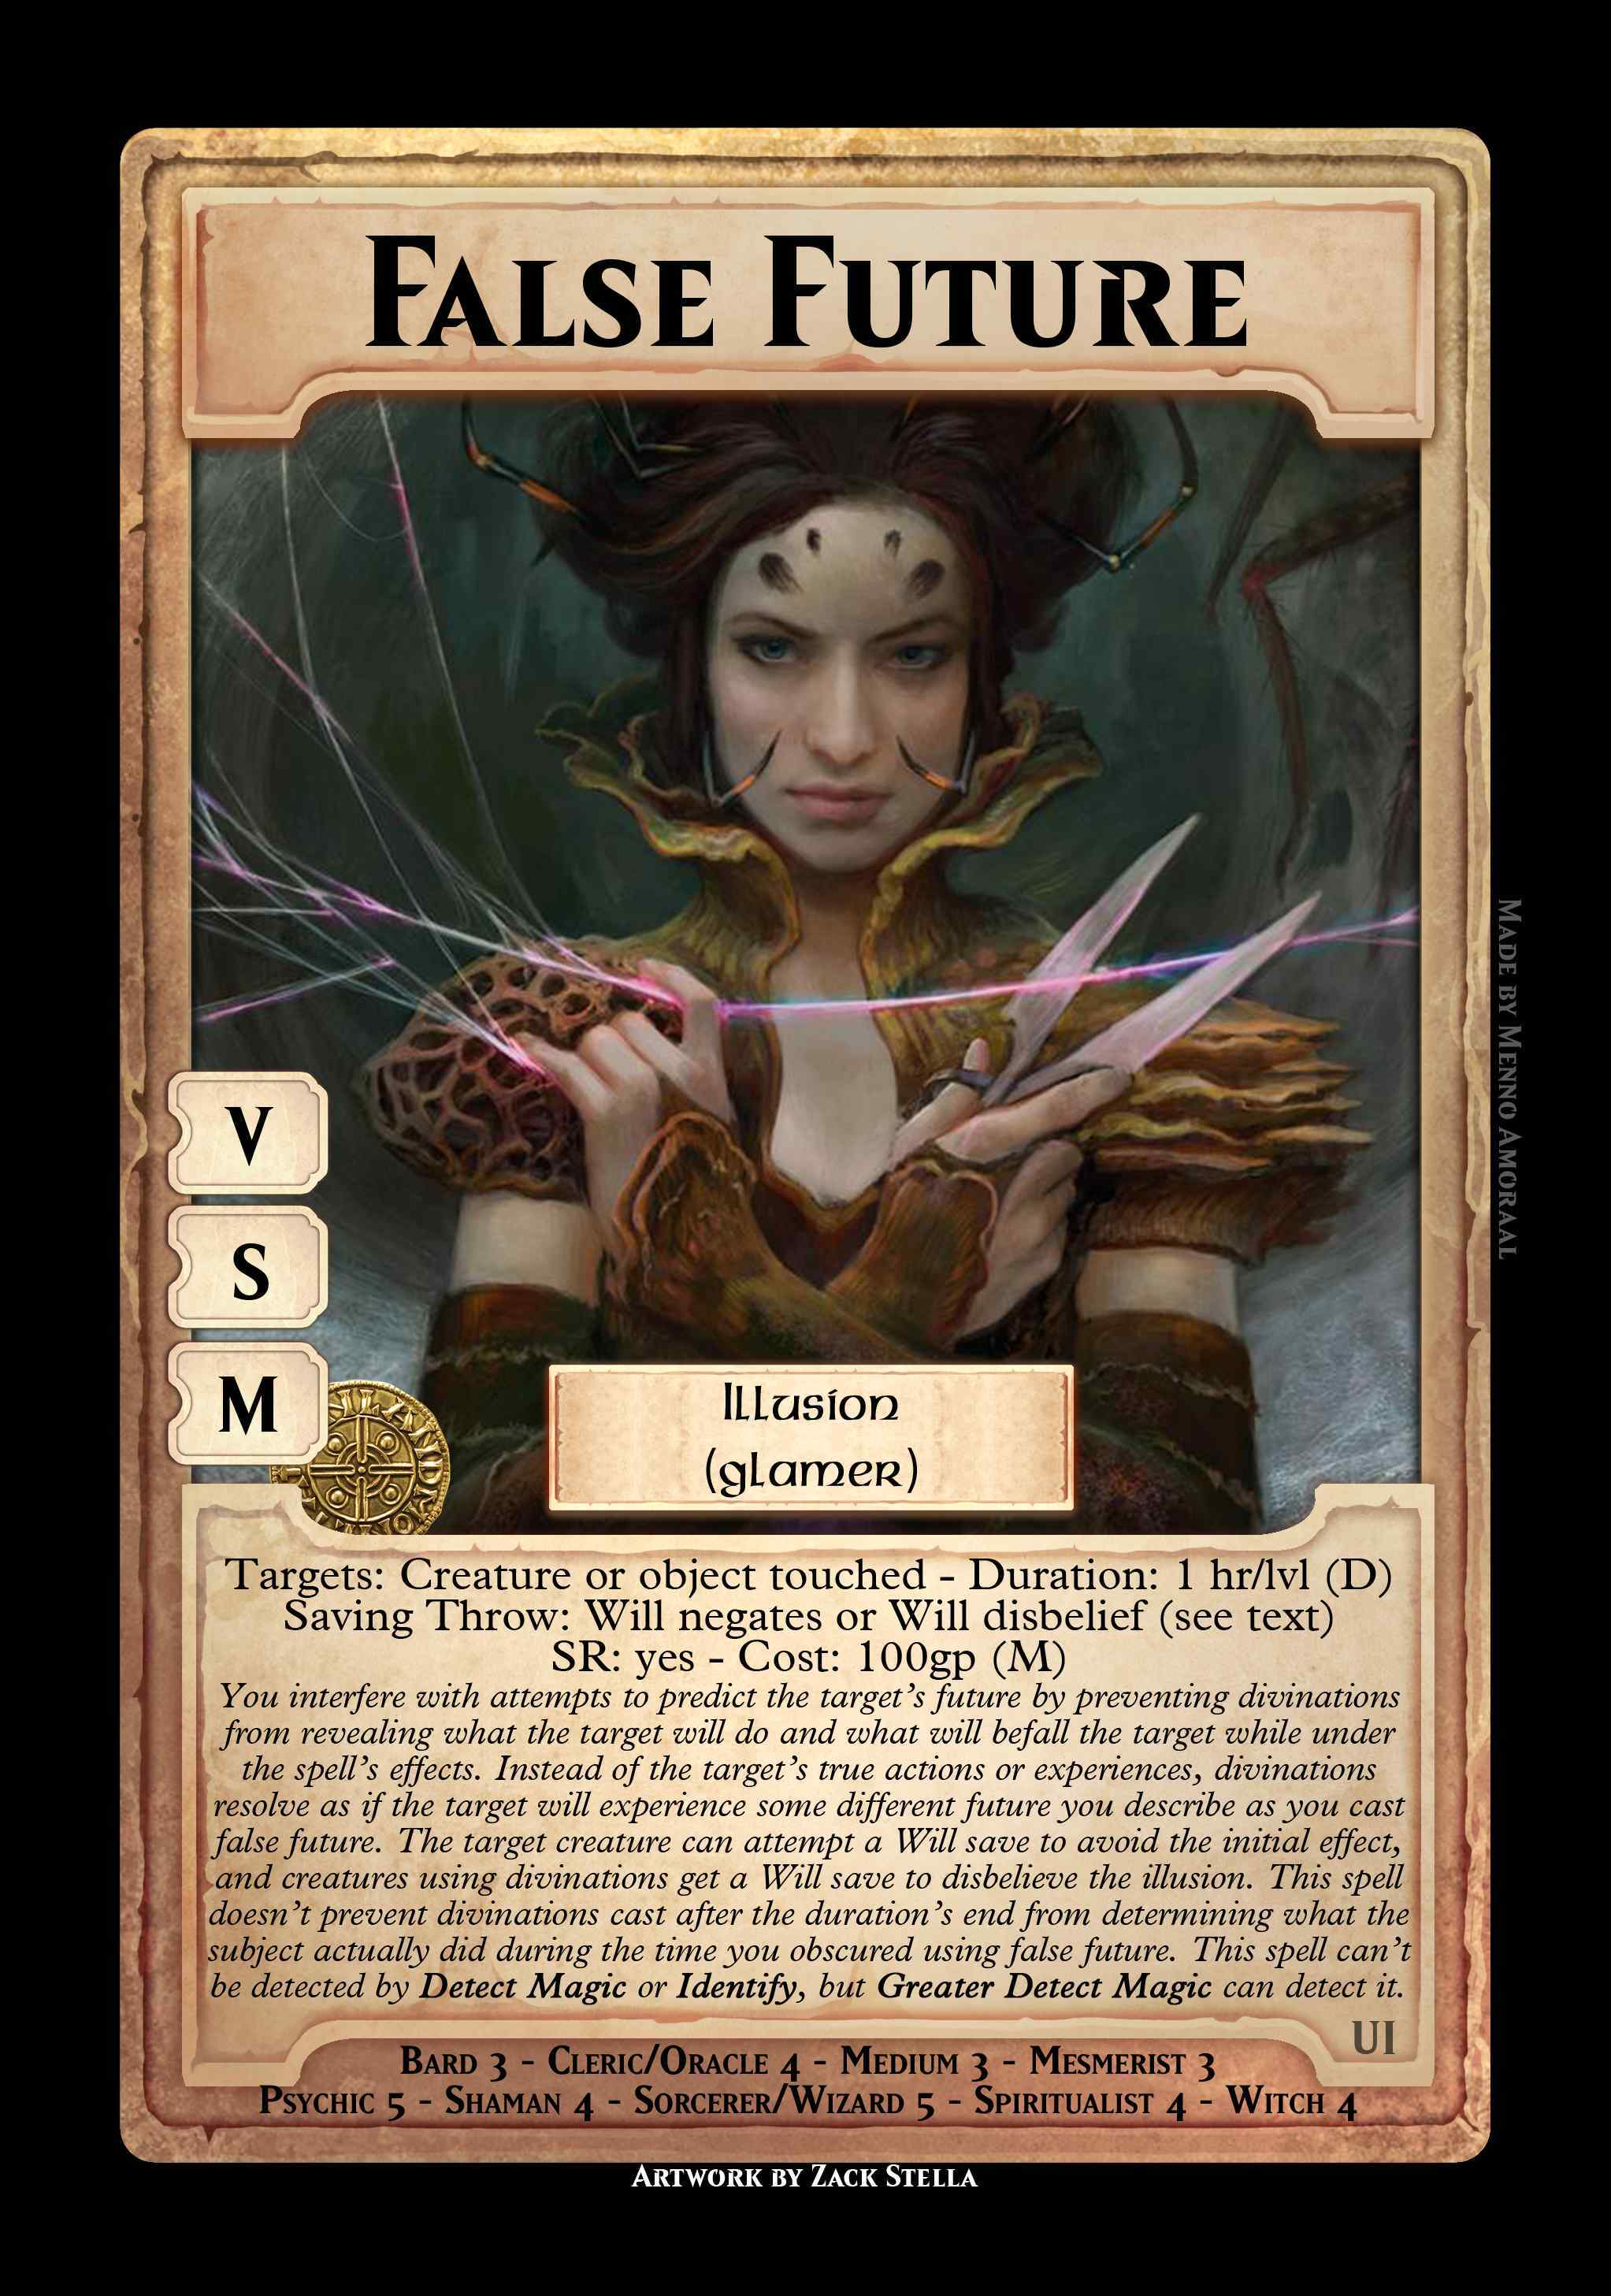 False Future
V
S
M
Illusion
(glamer)
Targets: Creature or object touched - Duration: 1 hr/lvl (D)
Saving Throw: Will negates or Will disbelief (see text)
SR: yes - Cost: 100gp (M)
You interfere with attempts to predict the target's future by preventing divinations
from revealing what the target will do and what will befall the target while under
the spell's effects. Instead of the target's true actions or experiences, divinations
resolve as if the target will experience some different future you describe as you cast
false future. The target creature can attempt a Will save to avoid the initial effect,
and creatures using divinations get a Will save to disbelieve the illusion. This spell
doesn't prevent divinations cast after the duration's end from determining what the
subject actually did during the time you obscured using false future. This spell can't
be detected by Detect Magic or Identify, but Greater Detect Magic can detect it.
UI
Bard 3 - Cleric/Oracle 4 - Medium 3 - Mesmerist 3
Psychic 5 - Shaman 4 - Sorcerer/Wizard 5 - Spiritualist 4 - Witch 4
Artwork by Zack Stella
Made by Menno Amoraal